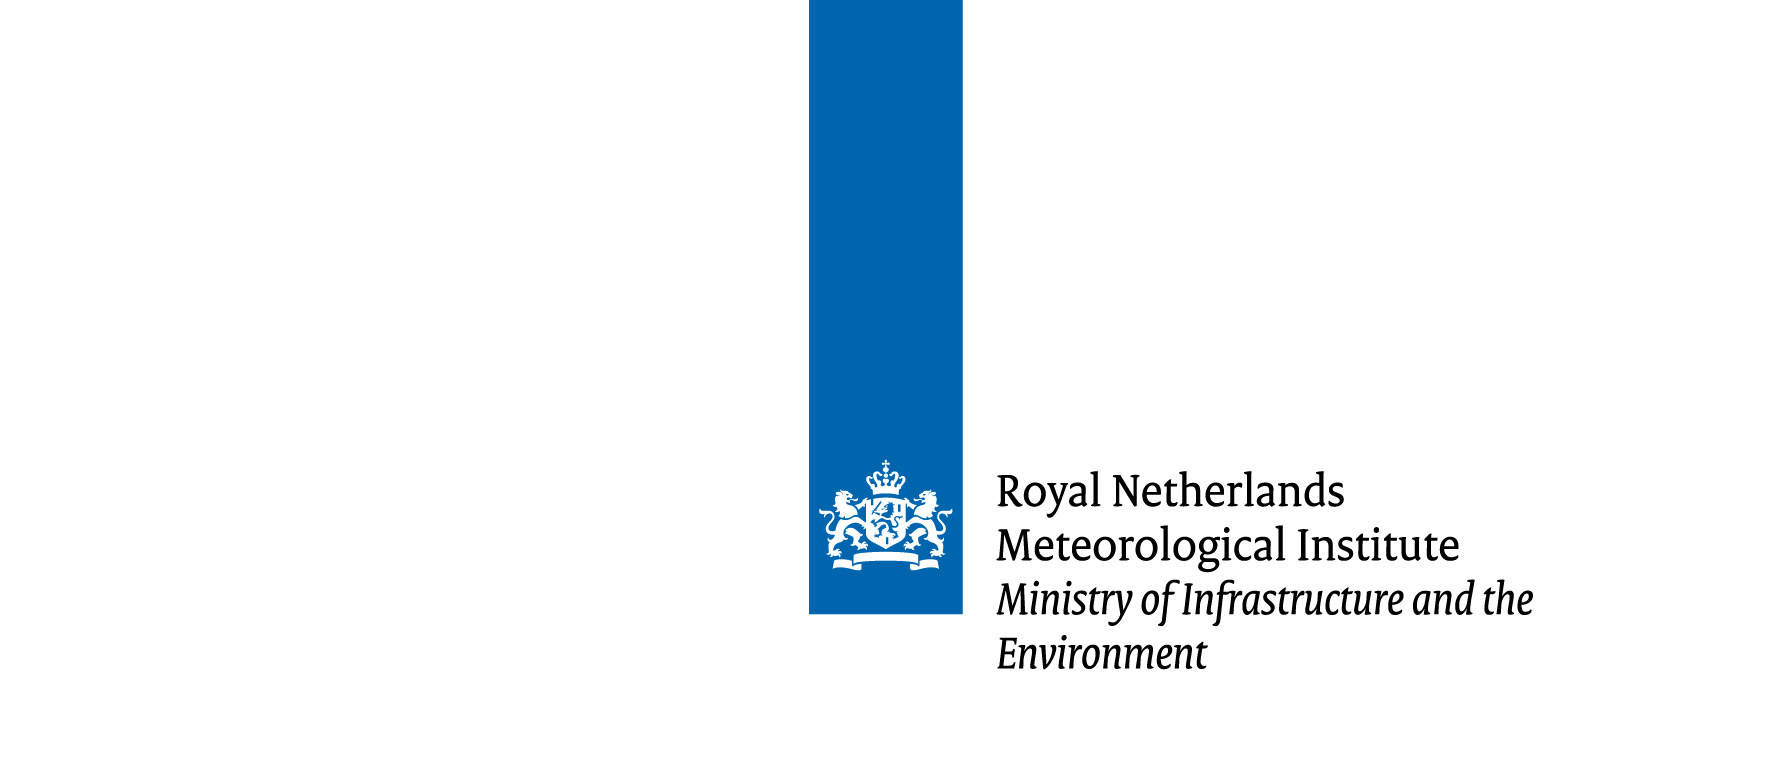 Royal Netherlands
Meteorological Institute
Ministry of Infrastructure and the
Environment